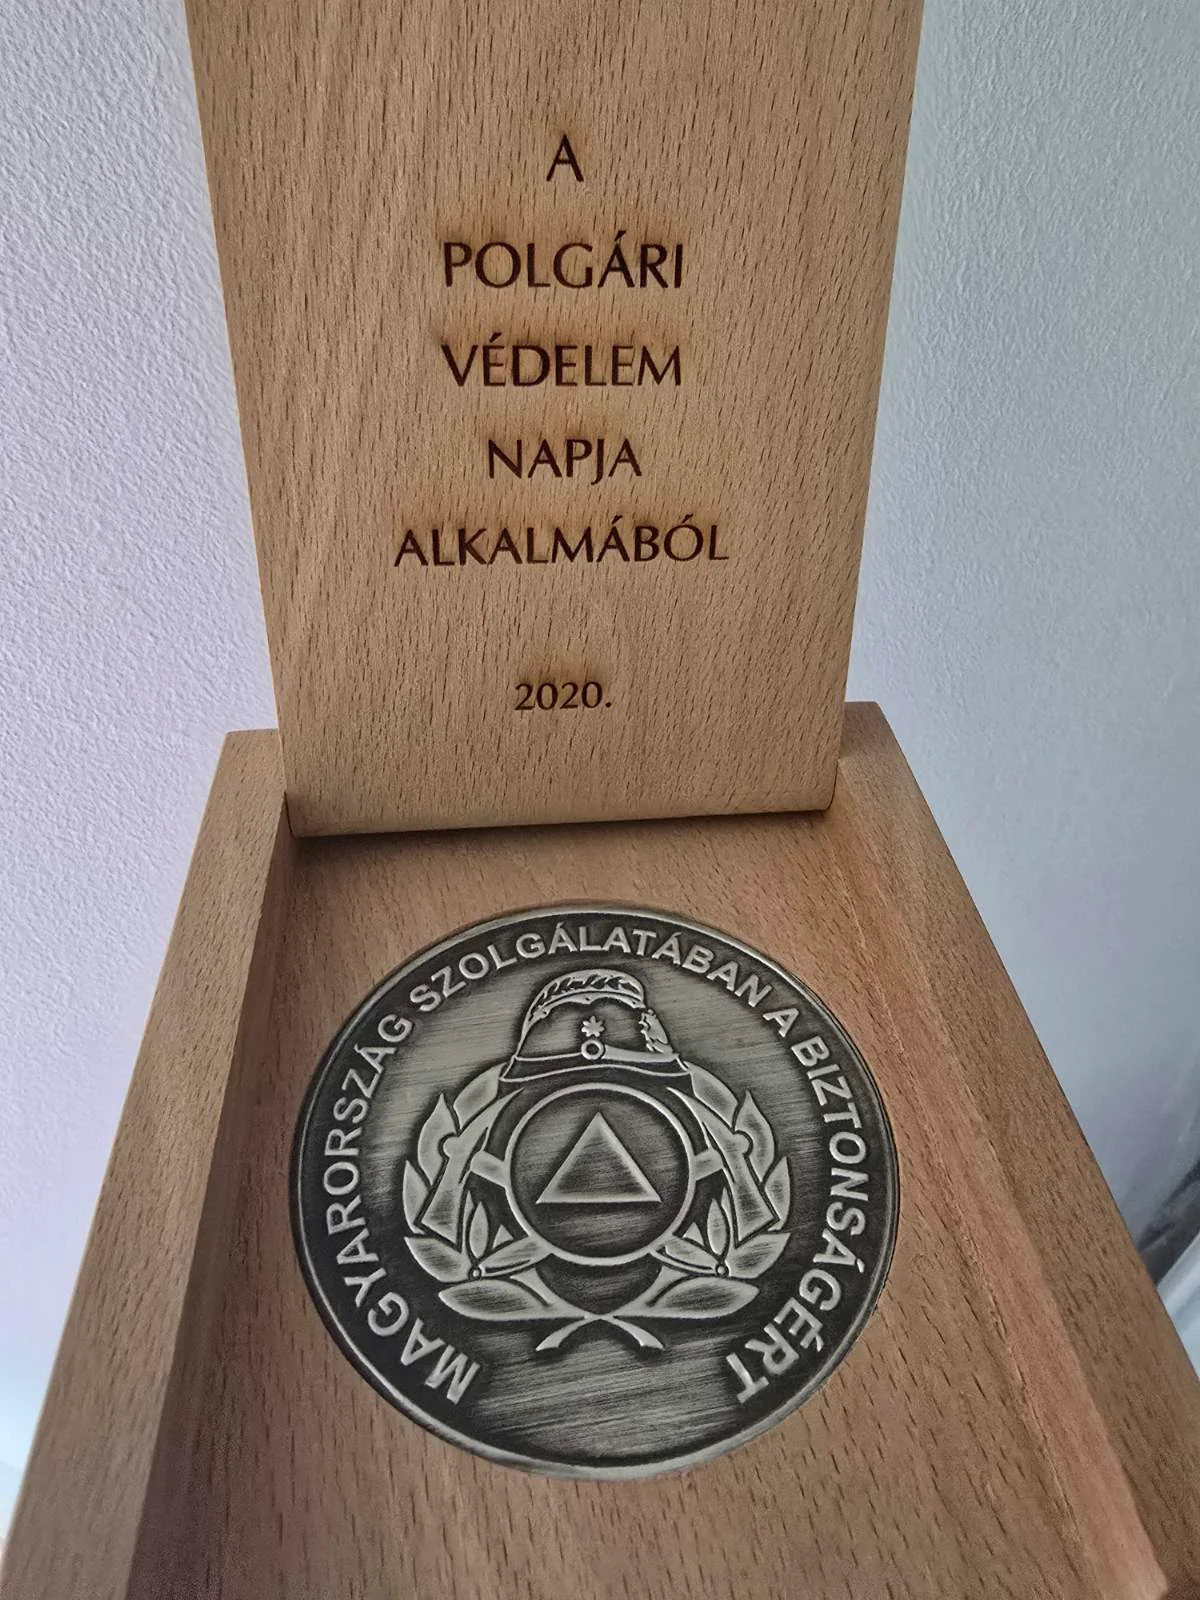 A
POLGÁRI
VÉDELEM
NAPJA
ALKALMÁBÓL
2020.
MAGYARORSZÁG SZOLGÁLATÁBAN A BIZTONSÁGÉRT